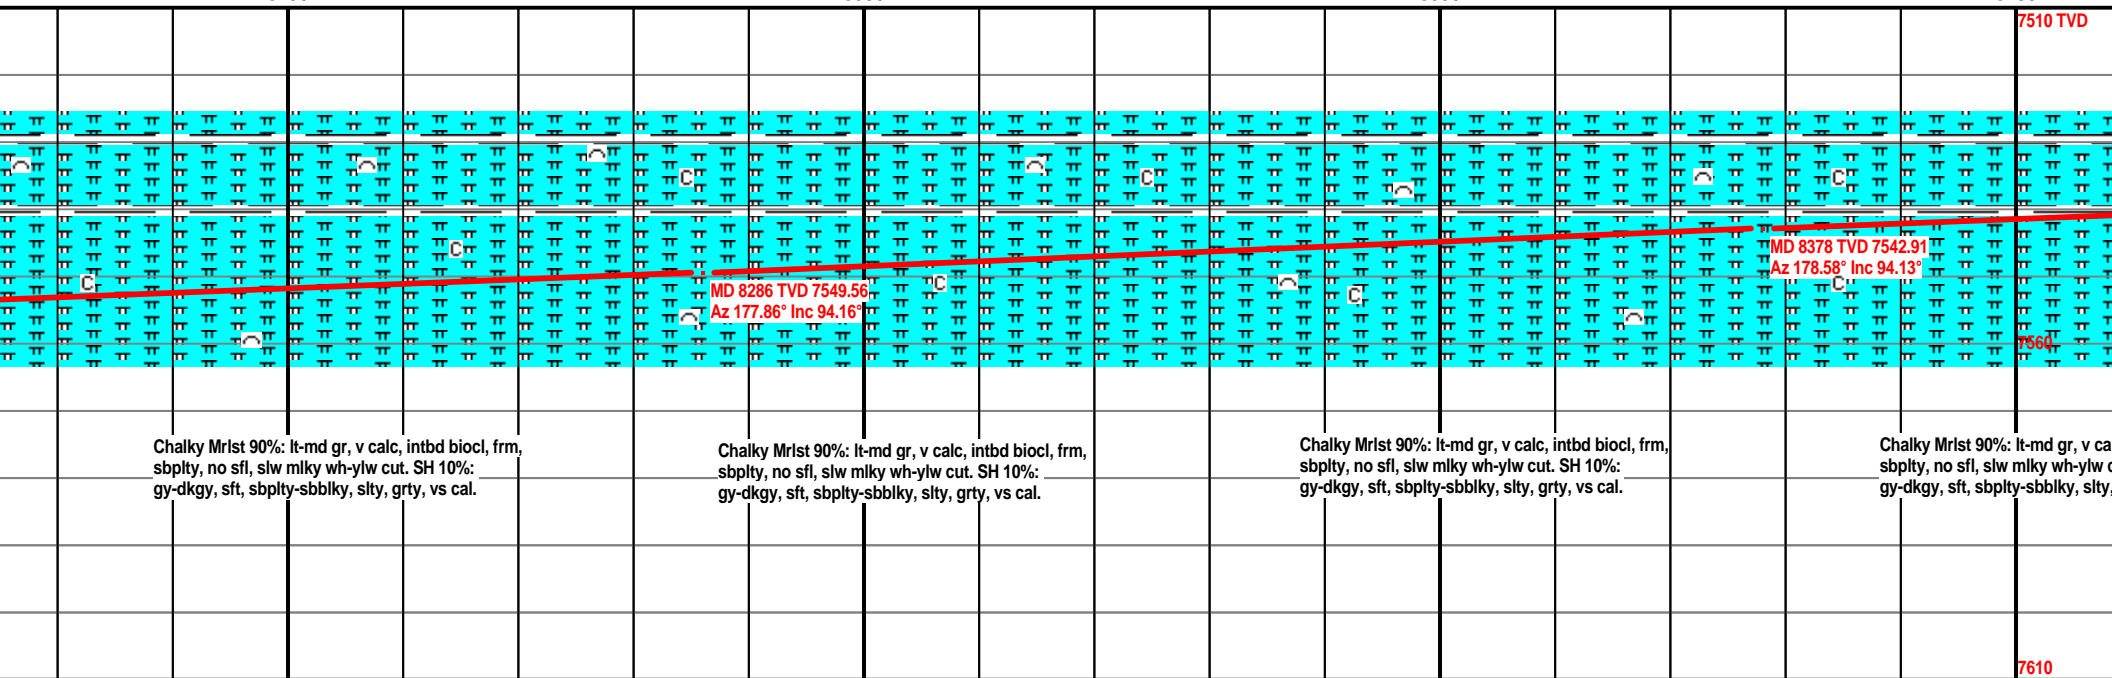 7510 TVD
C
C
C
C
C
MD 8378 TVD 7542.91
Az 178.58° Inc 94.13°
C
C
C
C
MD 8286 TVD 7549.56
Az 177.86° Inc 94.16°
7560
Chalky Mrlst 90%: lt-md gr, v calc, intbd biocl, frm,
sbplty, no sfl, slw mlky wh-ylw cut. SH 10%:
gy-dkgy, sft, sbplty-sbblky, slty, grty, vs cal.
Chalky Mrlst 90%: lt-md gr, v calc, intbd biocl, frm,
sbplty, no sfl, slw mlky wh-ylw cut. SH 10%:
gy-dkgy, sft, sbplty-sbblky, slty, grty, vs cal.
Chalky Mrlst 90%: lt-md gr, v calc, intbd biocl, frm,
sbplty, no sfl, slw mlky wh-ylw cut. SH 10%:
gy-dkgy, sft, sbplty-sbblky, slty, grty, vs cal.
Chalky Mrlst 90%: lt-md gr, v ca
sbplty, no sfl, slw mlky wh-ylw c
gy-dkgy, sft, sbplty-sbblky, slty,
7610